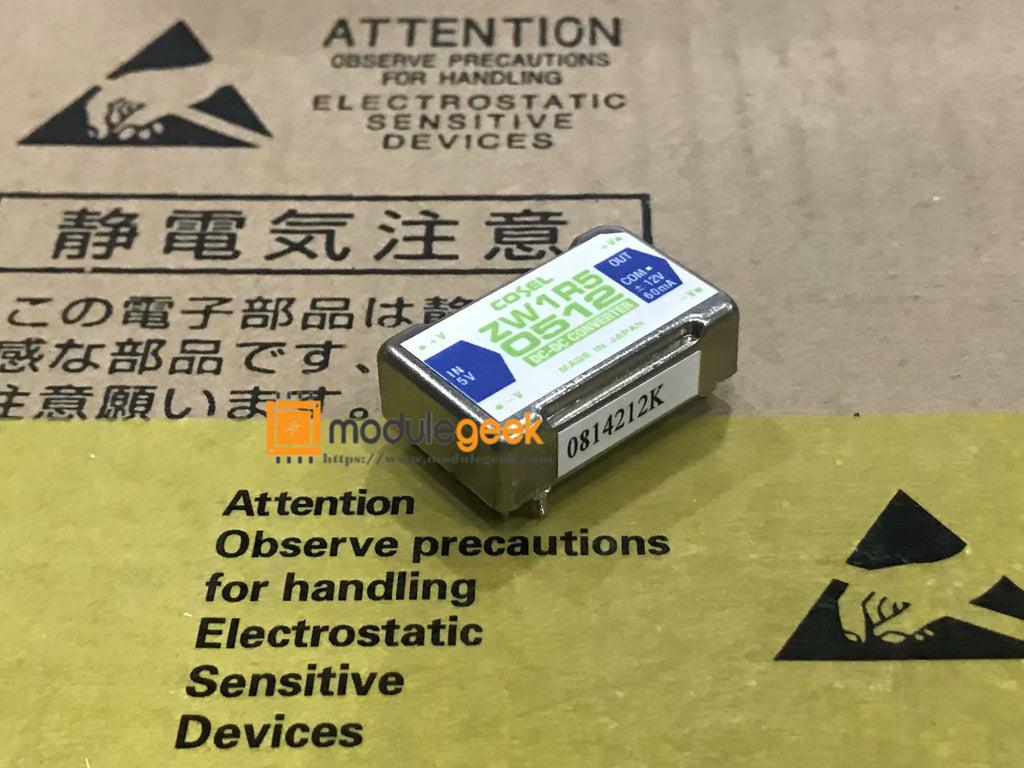 ATTENTION
OBSERVE PRECAUTIONS
FOR HANDLING
ELECTROSTATIC
SENSITIVE
DEVICES
静電気注意
この電子部品は静
感な部品です、
注意願います。
COSEL
ZW1R5
0512
DC-DC CONVERTER
MADE IN JAPAN
+V
IN
5V
-V
+V
OUT
COM
±12V
60mA
-V
0814212K
modulegeek
https://www.modulegeek.com
Attention
Observe precautions
for handling
Electrostatic
Sensitive
Devices